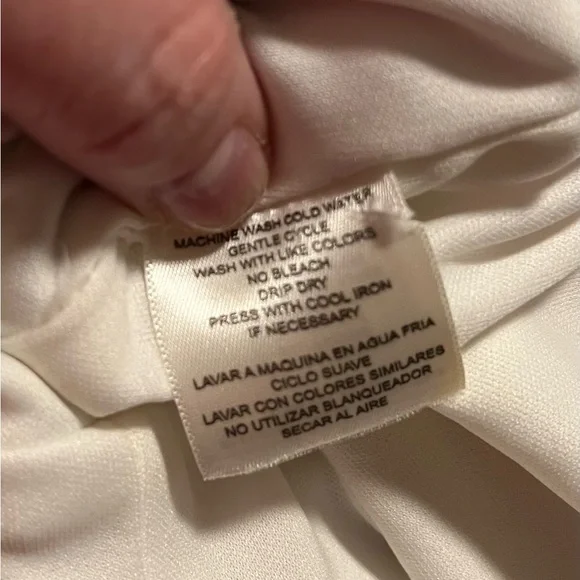 MACHINE WASH COLD WATER
GENTLE CYCLE
WASH WITH LIKE COLORS
NO BLEACH
DRIP DRY
PRESS WITH COOL IRON
IF NECESSARY
LAVAR A MAQUINA EN AGUA FRIA
CICLO SUAVE
LAVAR CON COLORES SIMILARES
NO UTILIZAR BLANQUEADOR
SECAR AL AIRE